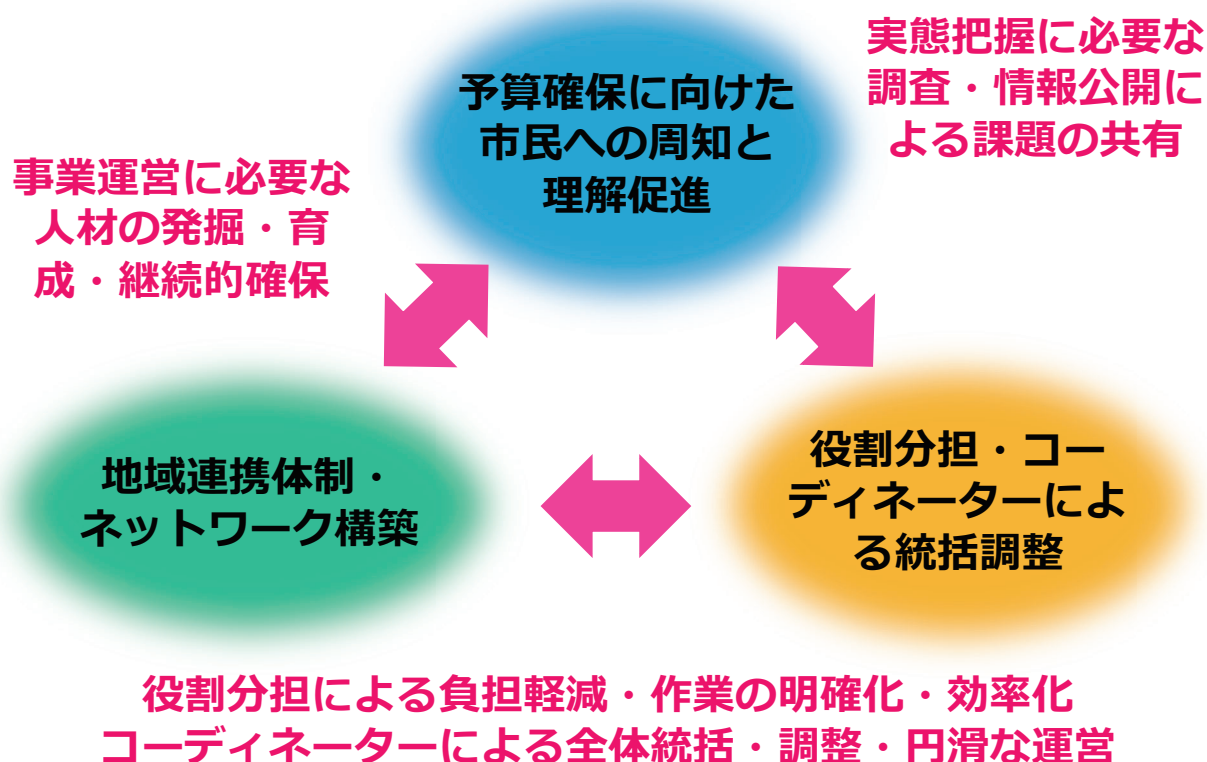 予算確保に向けた
市民への周知と
理解促進
実態把握に必要な
調査・情報公開に
よる課題の共有
事業運営に必要な
人材の発掘・育
成・継続的確保
地域連携体制・
ネットワーク構築
役割分担・コー
ディネーターによ
る統括調整
役割分担による負担軽減・作業の明確化・効率化
コーディネーターによる全体統括・調整・円滑な運営